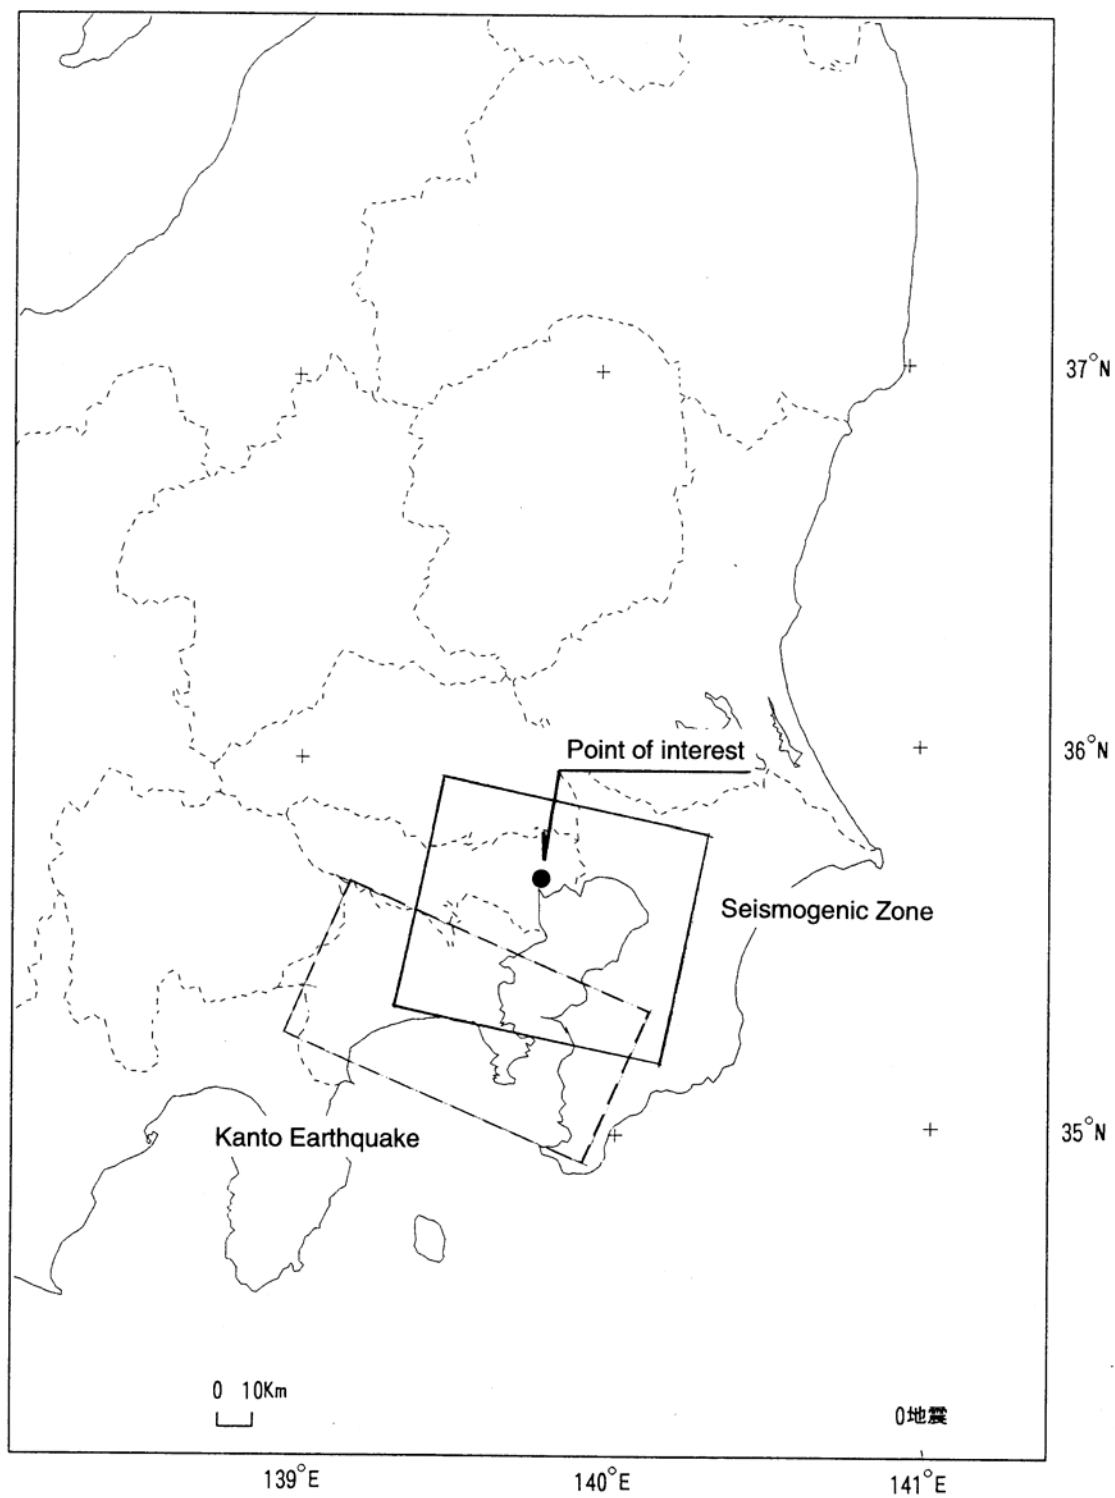 37°N
Point of interest
36°N
Seismogenic Zone
Kanto Earthquake
35°N
0 10Km
0地震
139°E
140°E
141°E